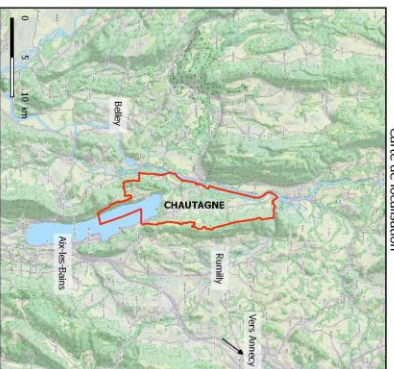 Carte de localisation
Vers Annecy
Rumilly
CHAUTAGNE
Belley
Aix-les-Bains
0 5 10 km